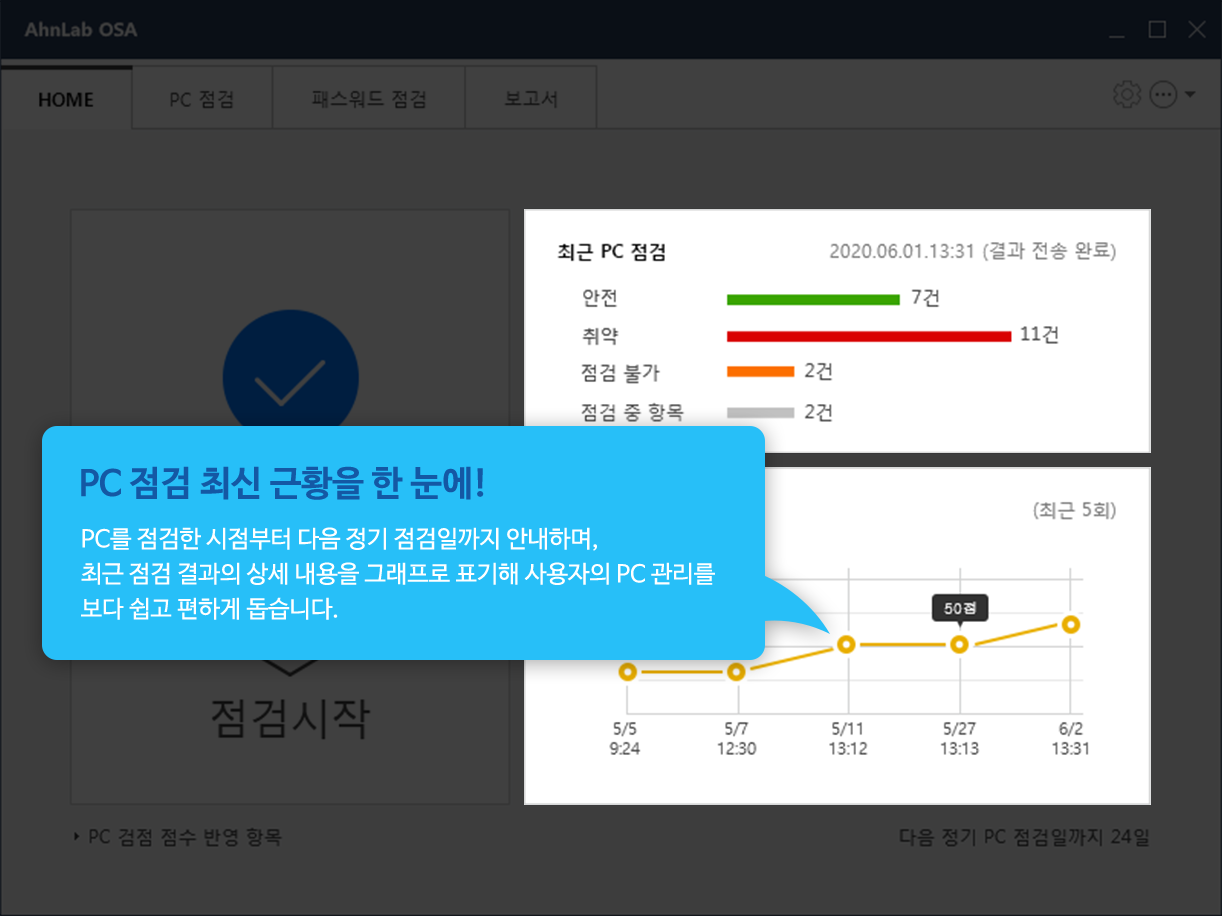 AhnLab OSA
HOME
PC 점검
패스워드 점검
보고서
최근 PC 점검
2020.06.01.13:31 (결과 전송 완료)
안전
7건
취약
11건
점검 불가
2건
점검 중 항목
2건
PC 점검 최신 근황을 한 눈에!
PC를 점검한 시점부터 다음 정기 점검일까지 안내하며,
최근 점검 결과의 상세 내용을 그래프로 표기해 사용자의 PC 관리를
보다 쉽고 편하게 돕습니다.
(최근 5회)
50점
5/5
9:24
5/7
12:30
5/11
13:12
5/27
13:13
6/2
13:31
점검시작
PC 검점 점수 반영 항목
다음 정기 PC 점검일까지 24일